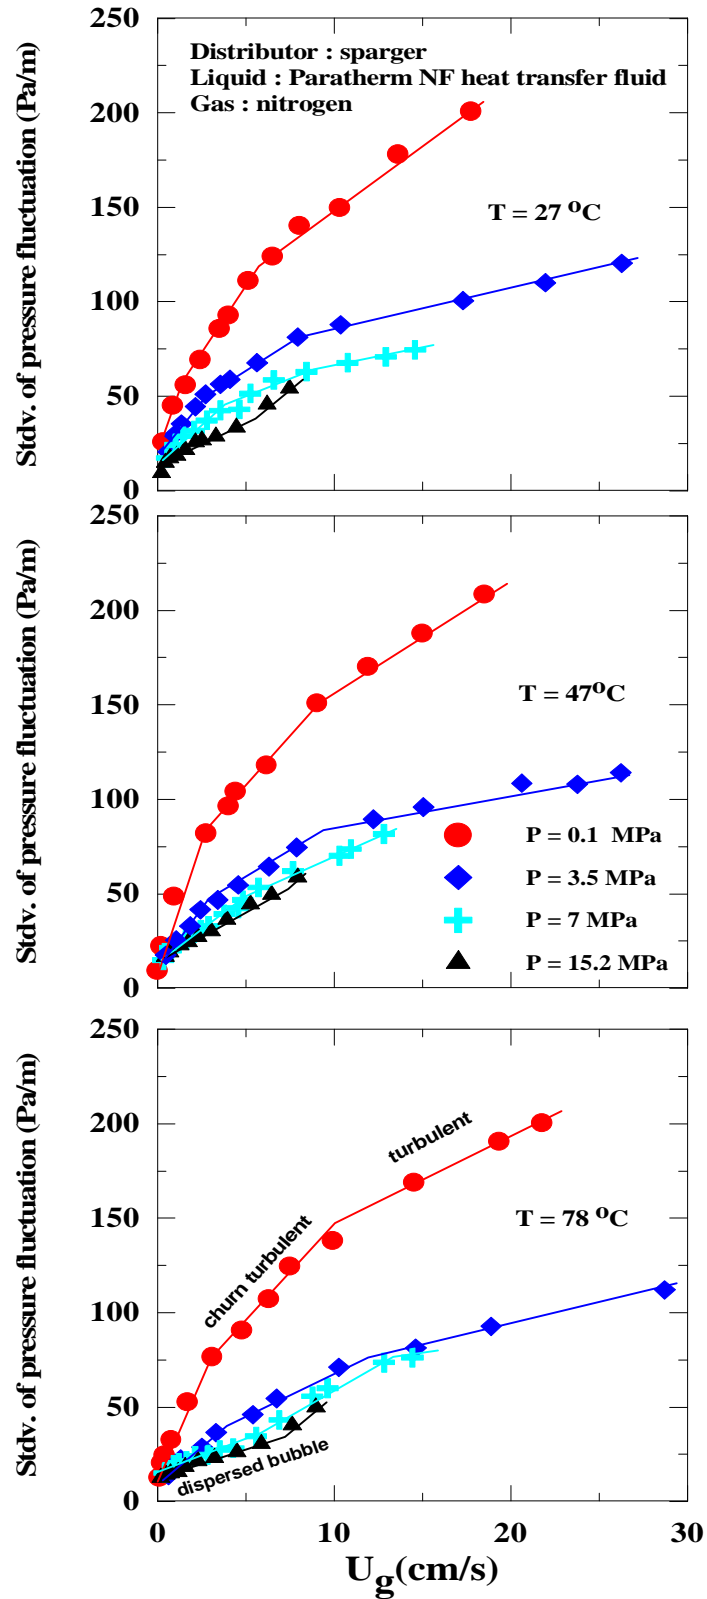 Stdv. of pressure fluctuation (Pa/m)
250
200
150
100
50
0
Distributor : sparger
Liquid : Paratherm NF heat transfer fluid
Gas : nitrogen
T = 27 ºC
Stdv. of pressure fluctuation (Pa/m)
250
200
150
100
50
0
T = 47ºC
P = 0.1 MPa
P = 3.5 MPa
P = 7 MPa
P = 15.2 MPa
Stdv. of pressure fluctuation (Pa/m)
250
200
150
100
50
0
turbulent
churn turbulent
T = 78 ºC
dispersed bubble
0 10 20 30
Ug(cm/s)